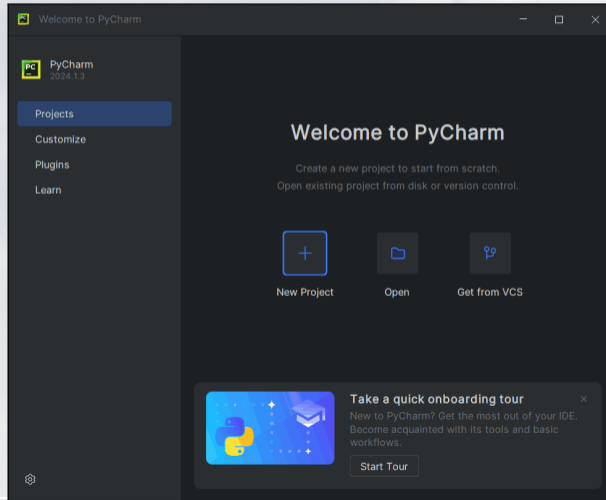 Welcome to PyCharm
PC
PyCharm
2024.1.3
Projects
Customize
Plugins
Learn
Welcome to PyCharm
Create a new project to start from scratch.
Open existing project from disk or version control.
New Project
Open
Get from VCS
Take a quick onboarding tour
New to PyCharm? Get the most out of your IDE.
Become acquainted with its tools and basic
workflows.
Start Tour